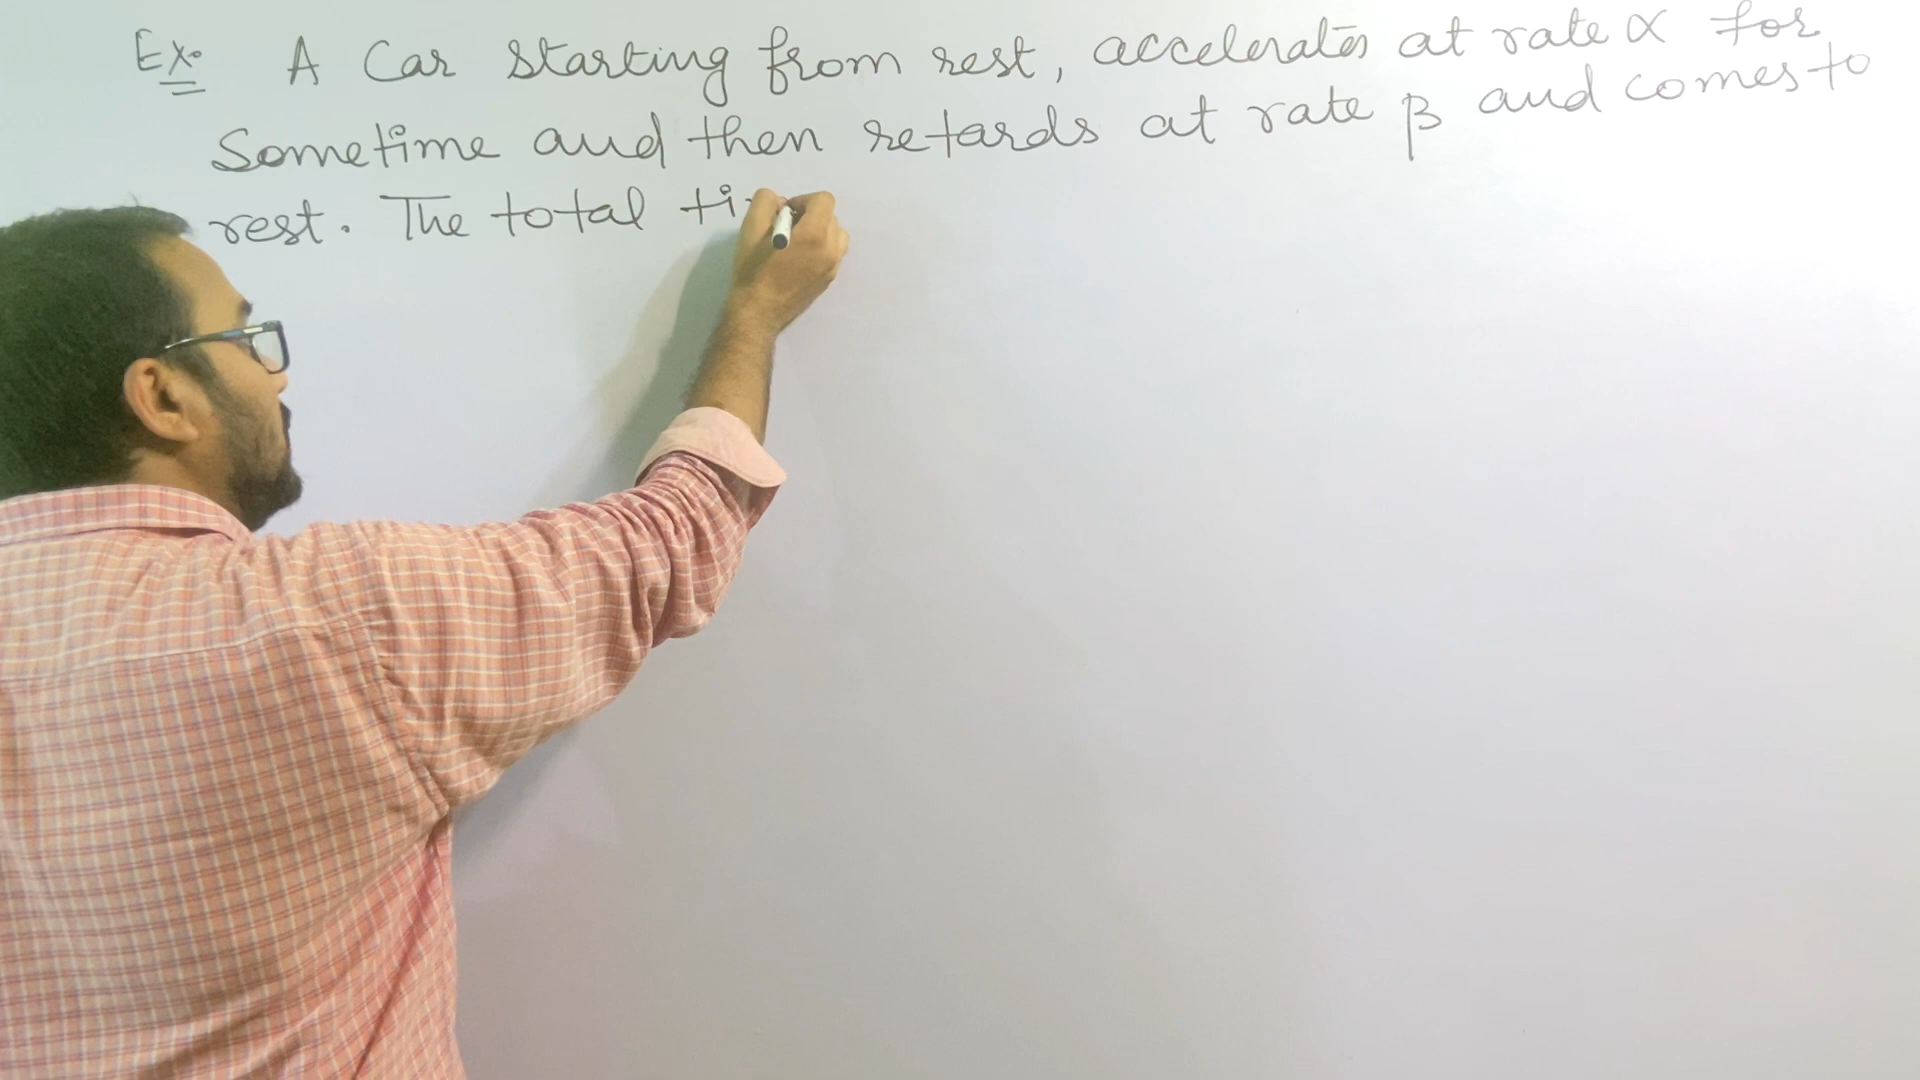 Ex. A Car starting from rest, accelerates at rate α for
Sometime and then retards at rate β and comes to
rest. The total ti